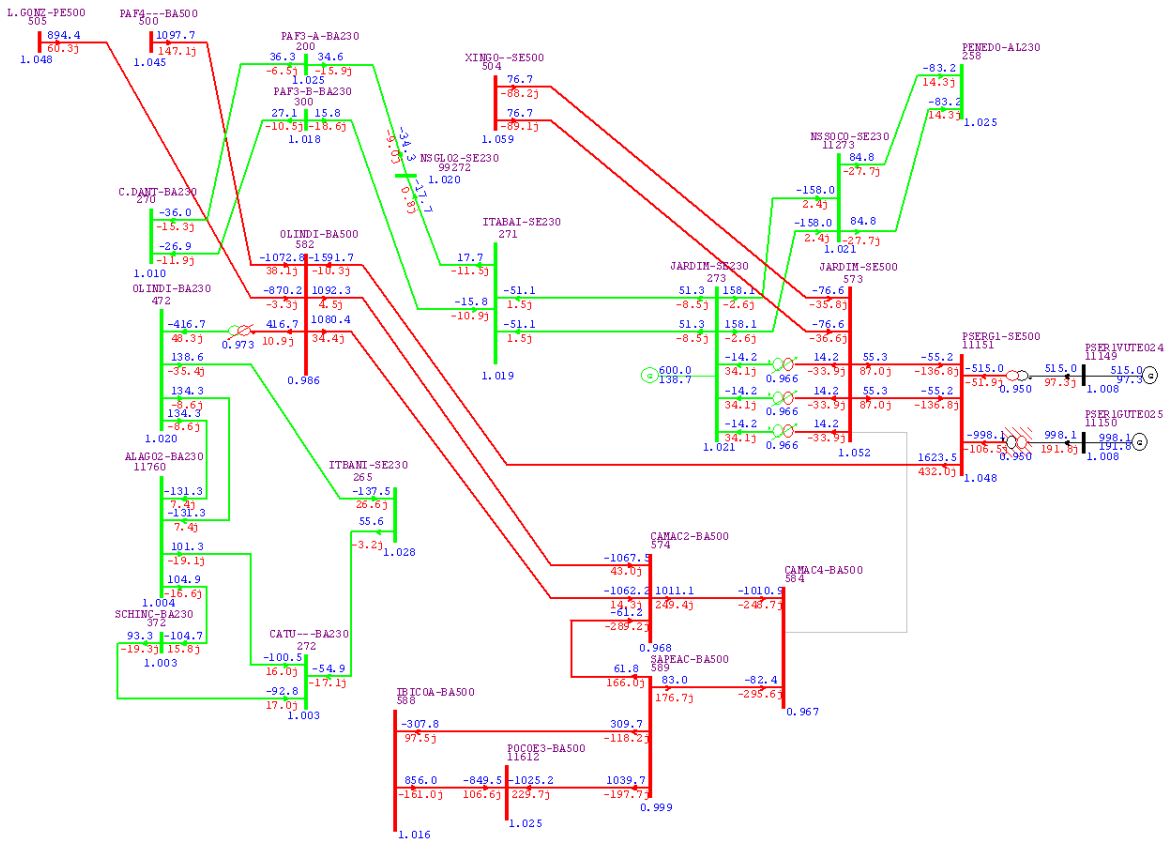 L.GONZ-PE500
505
894.4
60.3j
1.048
PAF4---BA500
500
1097.7
147.1j
1.045
PAF3-A-BA230
200
36.3 34.6
-6.5j -15.9j
1.025
PAF3-B-BA230
300
27.1 15.8
-10.5j -18.6j
1.018
XINGO--SE500
504
76.7
-88.2j
76.7
-89.1j
1.059
PENEDO-AL230
258
-83.2
14.3j
-83.2
14.3j
1.025
NSSOCO-SE230
11273
84.8
-27.7j
-158.0
2.4j
-158.0 84.8
2.4j -27.7j
1.021
-34.3
-9.0j
NSGLO2-SE230
99272
1.020
-17.7
0.8j
C.DANT-BA230
270
-36.0
-15.3j
-26.9
-11.9j
1.010
OLINDI-BA500
582
-1072.8 -1591.7
38.1j -10.3j
-870.2 1092.3
-3.3j 4.5j
416.7 1080.4
10.9j 34.4j
0.986
ITABAI-SE230
271
17.7
-11.5j
-51.1
1.5j
-15.8
-10.9j
-51.1
1.5j
1.019
OLINDI-BA230
472
-416.7
48.3j
0.973
138.6
-35.4j
134.3
-8.6j
134.3
-8.6j
1.020
JARDIM-SE230
273
51.3 158.1
-8.5j -2.6j
51.3 158.1
-8.5j -2.6j
-14.2
34.1j
600.0
138.7
-14.2
34.1j
-14.2
34.1j
1.021
0.966
0.966
0.966
JARDIM-SE500
573
-76.6
-35.8j
-76.6
-36.6j
14.2 55.3
-33.9j 87.0j
14.2 55.3
-33.9j 87.0j
14.2
-33.9j
1.052
PSERG1-SE500
11151
-55.2
-136.8j
-515.0
-51.9j
-55.2
-136.8j
-998.1
-106.5j
1623.5
432.0j
1.048
0.950
0.950
PSER1VUTE024
11149
515.0 515.0
97.3j 97.3
1.008
PSER1GUTE025
11150
998.1 998.1
191.8j 191.8
1.008
ALAGO2-BA230
11760
-131.3
7.4j
-131.3
7.4j
101.3
-19.1j
104.9
-16.6j
1.004
ITBANI-SE230
265
-137.5
26.6j
55.6
-3.2j
1.028
SCHINC-BA230
372
93.3 -104.7
-19.3j 15.8j
1.003
CATU---BA230
272
-100.5
16.0j
-54.9
-17.1j
-92.8
17.0j
1.003
CAMAC2-BA500
574
-1067.5
43.0j
-1062.2 1011.1
14.3j 249.4j
-61.2
-289.2j
0.968
CAMAC4-BA500
584
-1010.9
-248.7j
-82.4
-295.6j
0.967
SAPEAC-BA500
589
61.8
166.0j
83.0
176.7j
309.7
-118.2j
1039.7
-197.7j
0.999
IBICOA-BA500
588
-307.8
97.5j
856.0
-161.0j
1.016
POCOE3-BA500
11612
-849.5 -1025.2
106.6j 229.7j
1.025